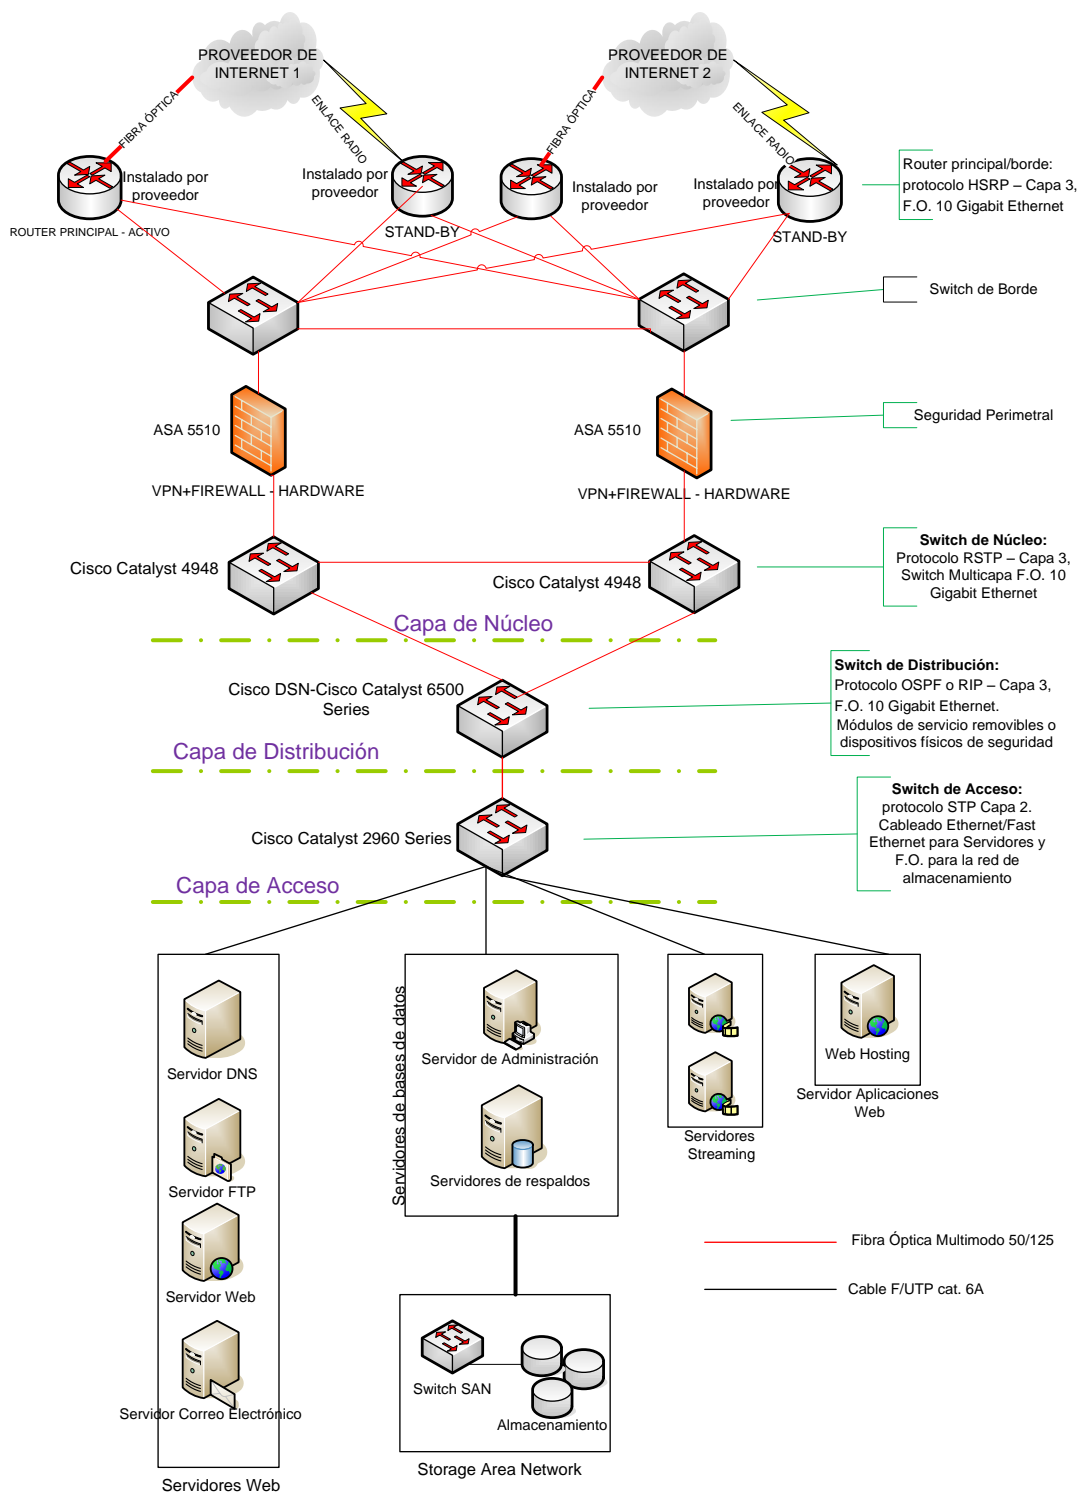 PROVEEDOR DE
INTERNET 1
PROVEEDOR DE
INTERNET 2
FIBRA ÓPTICA
ENLACE RADIO
FIBRA ÓPTICA
ENLACE RADIO
Instalado por
proveedor
Instalado por
proveedor
Instalado por
proveedor
Instalado por
proveedor
ROUTER PRINCIPAL - ACTIVO
STAND-BY
STAND-BY
Router principal/borde:
protocolo HSRP – Capa 3,
F.O. 10 Gigabit Ethernet
Switch de Borde
ASA 5510
ASA 5510
Seguridad Perimetral
VPN+FIREWALL - HARDWARE
VPN+FIREWALL - HARDWARE
Cisco Catalyst 4948
Cisco Catalyst 4948
Switch de Núcleo:
Protocolo RSTP – Capa 3,
Switch Multicapa F.O. 10
Gigabit Ethernet
Capa de Núcleo
Cisco DSN-Cisco Catalyst 6500
Series
Switch de Distribución:
Protocolo OSPF o RIP – Capa 3,
F.O. 10 Gigabit Ethernet.
Módulos de servicio removibles o
dispositivos físicos de seguridad
Capa de Distribución
Cisco Catalyst 2960 Series
Switch de Acceso:
protocolo STP Capa 2.
Cableado Ethernet/Fast
Ethernet para Servidores y
F.O. para la red de
almacenamiento
Capa de Acceso
Servidor DNS
Servidor FTP
Servidor Web
Servidor Correo Electrónico
Servidores Web
Servidores de bases de datos
Servidor de Administración
Servidores de respaldos
Servidores
Streaming
Web Hosting
Servidor Aplicaciones
Web
Fibra Óptica Multimodo 50/125
Cable F/UTP cat. 6A
Switch SAN
Almacenamiento
Storage Area Network